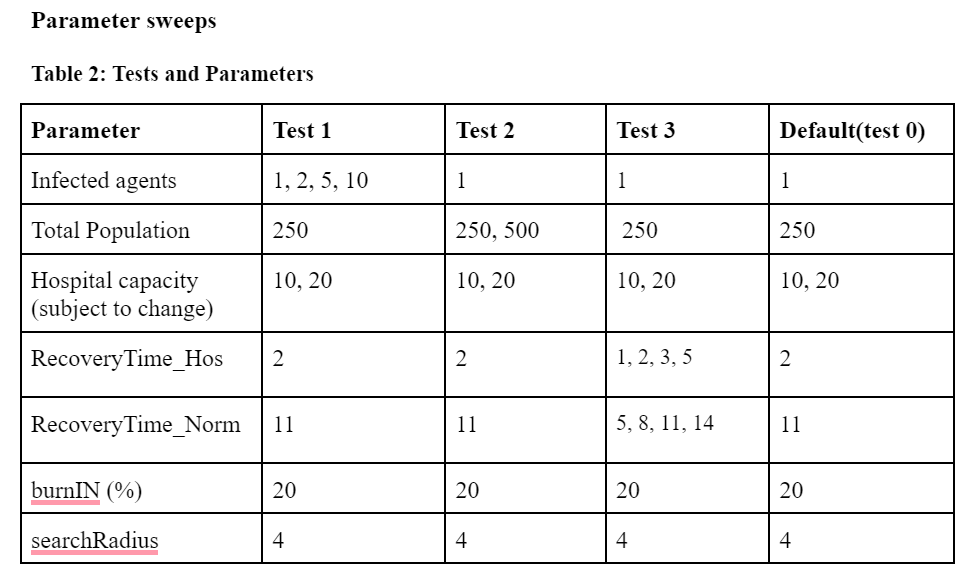 Parameter sweeps
Table 2: Tests and Parameters
Parameter Test 1 Test 2 Test 3 Default(test 0)
Infected agents 1, 2, 5, 10 1 1 1
Total Population 250 250, 500 250 250
Hospital capacity 10, 20 10, 20 10, 20 10, 20
(subject to change)
RecoveryTime_Hos 2 2 1, 2, 3, 5 2
RecoveryTime_Norm 11 11 5, 8, 11, 14 11
burnIN (%) 20 20 20 20
searchRadius 4 4 4 4